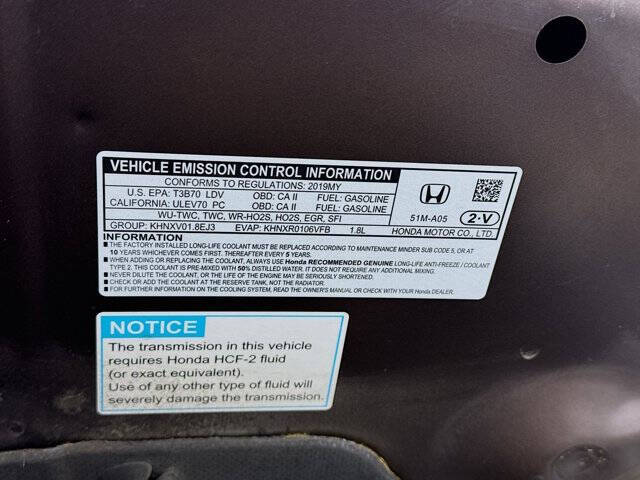 VEHICLE EMISSION CONTROL INFORMATION
CONFORMS TO REGULATIONS: 2019MY
U.S. EPA: T3B70 LDV OBD: CA II FUEL: GASOLINE
CALIFORNIA: ULEV70 PC OBD: CA II FUEL: GASOLINE
WU-TWC, TWC, WR-HO2S, HO2S, EGR, SFI
51M-A05 2·V
GROUP: KHNXV01.8EJ3 EVAP: KHNXR0106VFB 1.8L HONDA MOTOR CO., LTD.
IMPORTANT
■ THE FACTORY INSTALLED LONG-LIFE COOLANT SHOULD BE REPLACED ACCORDING TO MAINTENANCE MINDER SUB CODE 5, OR AT
10 YEARS WHICHEVER COMES FIRST. THEREAFTER EVERY 5 YEARS.
■ WHEN ADDING OR REPLACING THE COOLANT, ALWAYS USE Honda RECOMMENDED GENUINE LONG-LIFE ANTI-FREEZE / COOLANT
TYPE 2. THIS COOLANT IS PRE-MIXED WITH 50% DISTILLED WATER. IT DOES NOT REQUIRE ANY ADDITIONAL MIXING.
■ NEVER DILUTE THE COOLANT, OR LIFE OF THE ENGINE MAY BE SERIOUSLY SHORTENED.
■ CHECK OR ADD THE COOLANT AT THE RESERVE TANK, NOT THE RADIATOR.
■ FOR FURTHER INFORMATION ON THE COOLING SYSTEM, READ THE OWNER'S MANUAL OR CHECK WITH YOUR Honda DEALER.
NOTICE
The transmission in this vehicle
requires Honda HCF-2 fluid
(or exact equivalent).
Use of any other type of fluid will
severely damage the transmission.